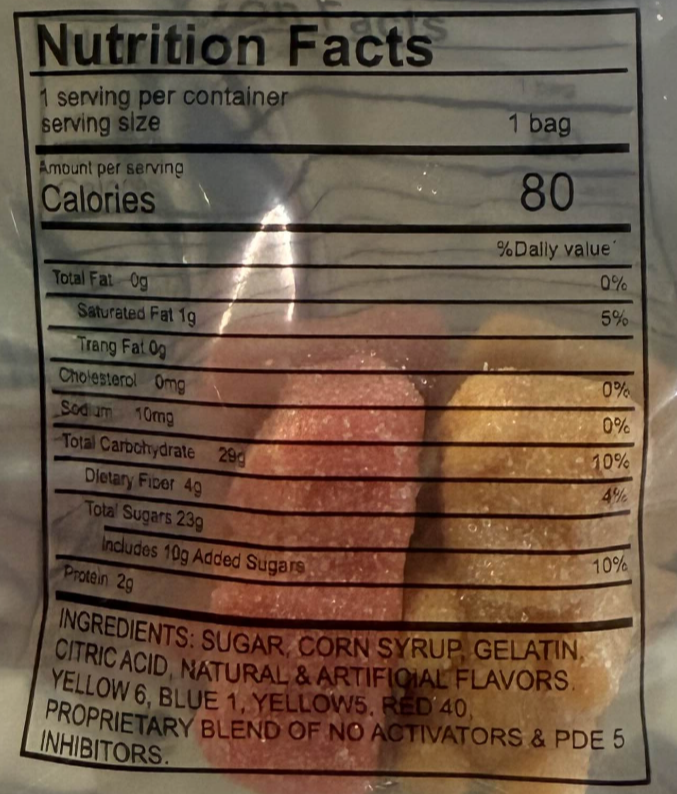 Nutrition Facts
1 serving per container
serving size 1 bag
Amount per serving
Calories 80
%Daily value*
Total Fat 0g 0%
Saturated Fat 1g 5%
Trang Fat 0g
Cholesterol 0mg 0%
Sodium 10mg 0%
Total Carbohydrate 29g 10%
Dietary Fiber 4g 4%
Total Sugars 23g
Includes 10g Added Sugars 10%
Protein 2g
INGREDIENTS: SUGAR, CORN SYRUP, GELATIN,
CITRIC ACID, NATURAL & ARTIFICIAL FLAVORS.
YELLOW 6, BLUE 1, YELLOW5, RED 40,
PROPRIETARY BLEND OF NO ACTIVATORS & PDE 5
INHIBITORS.